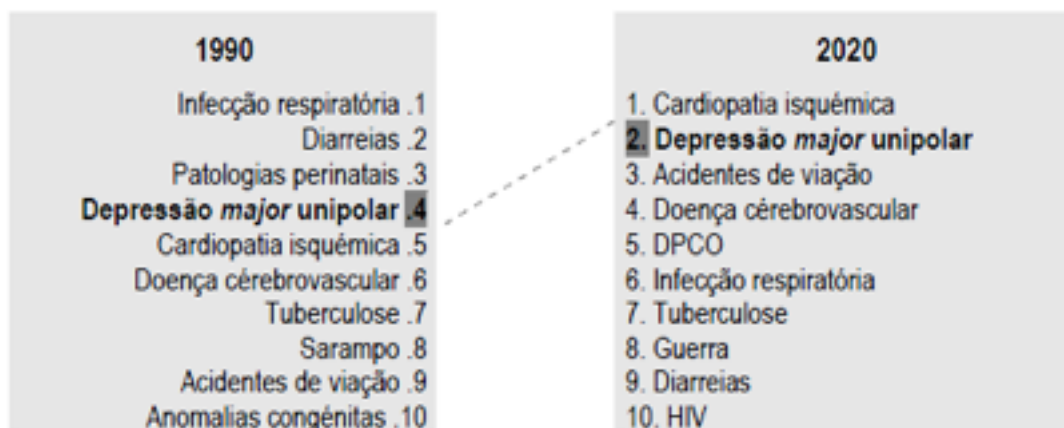 1990
Infecção respiratória .1
Diarreias .2
Patologias perinatais .3
Depressão major unipolar .4
Cardiopatia isquémica .5
Doença cérebrovascular .6
Tuberculose .7
Sarampo .8
Acidentes de viação .9
Anomalias congénitas .10
2020
1. Cardiopatia isquémica
2. Depressão major unipolar
3. Acidentes de viação
4. Doença cérebrovascular
5. DPCO
6. Infecção respiratória
7. Tuberculose
8. Guerra
9. Diarreias
10. HIV